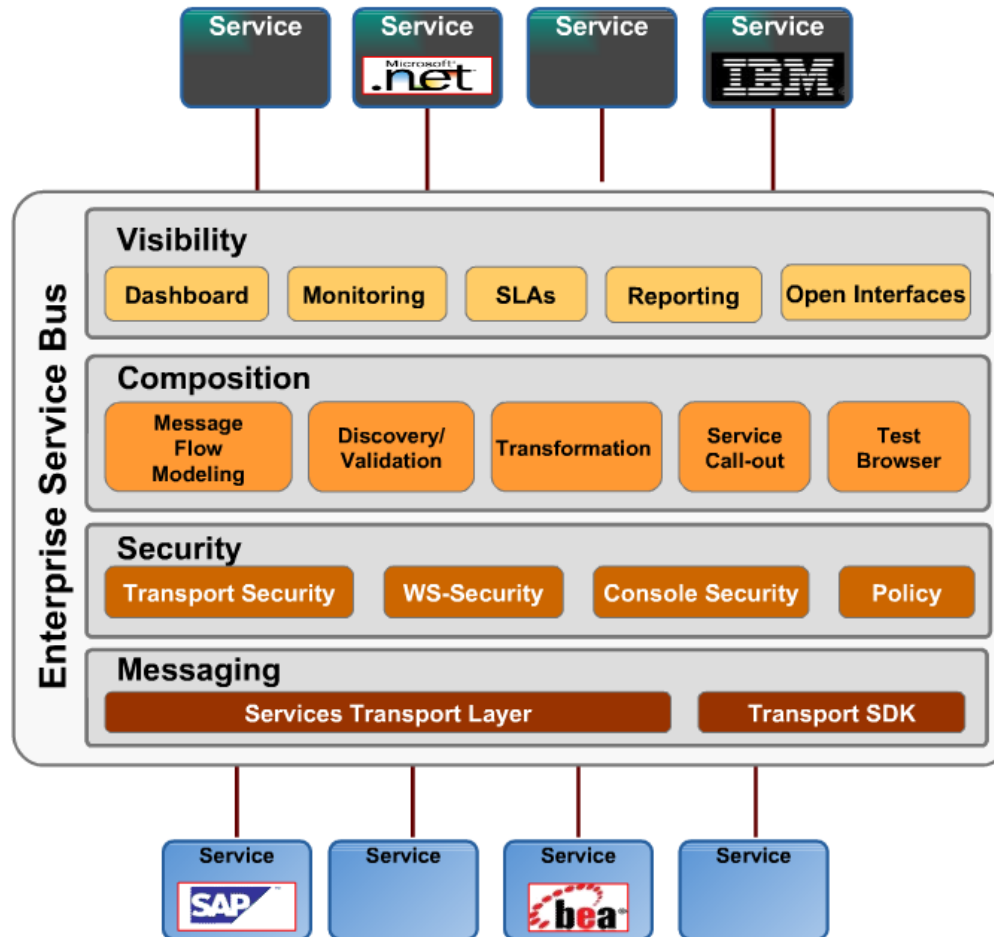 Service
Service
Service
Service
Microsoft®
.net
IBM
Enterprise Service Bus
Visibility
Dashboard
Monitoring
SLAs
Reporting
Open Interfaces
Composition
Message
Flow
Modeling
Discovery/
Validation
Transformation
Service
Call-out
Test
Browser
Security
Transport Security
WS-Security
Console Security
Policy
Messaging
Services Transport Layer
Transport SDK
Service
Service
Service
Service
SAP
bea®